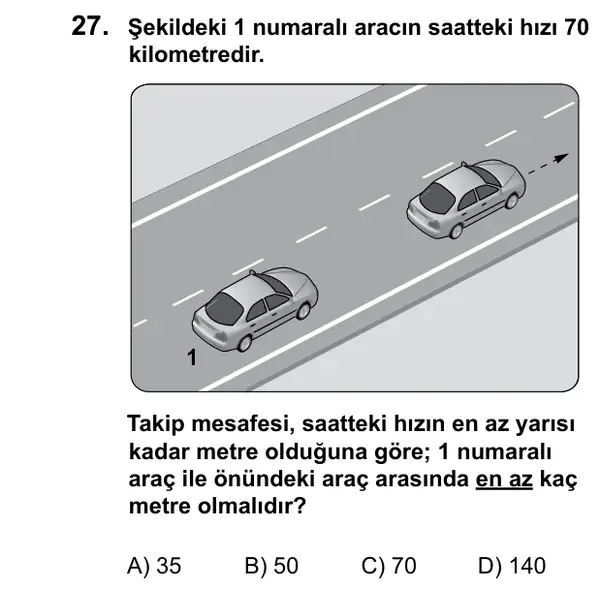 27. Şekildeki 1 numaralı aracın saatteki hızı 70
kilometredir.
1
Takip mesafesi, saatteki hızın en az yarısı
kadar metre olduğuna göre; 1 numaralı
araç ile önündeki araç arasında en az kaç
metre olmalıdır?
A) 35 B) 50 C) 70 D) 140